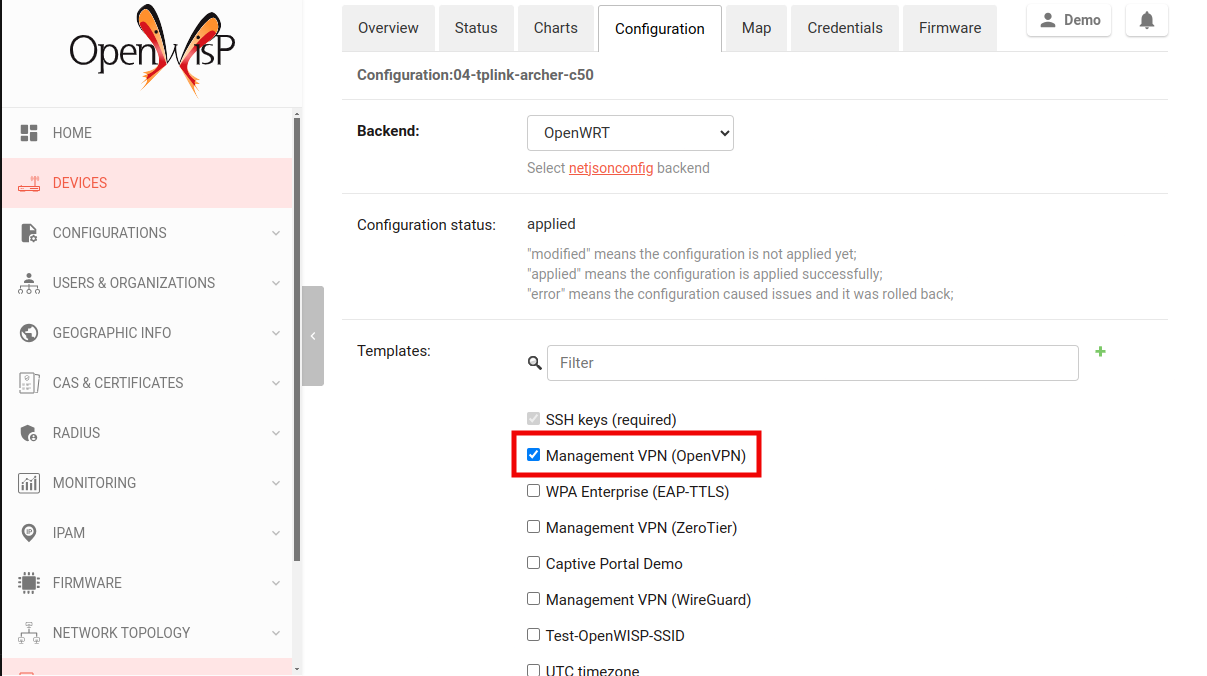 OpenWISP
HOME
DEVICES
CONFIGURATIONS
USERS & ORGANIZATIONS
GEOGRAPHIC INFO
CAS & CERTIFICATES
RADIUS
MONITORING
IPAM
FIRMWARE
NETWORK TOPOLOGY
Overview Status Charts Configuration Map Credentials Firmware
Demo
Configuration:04-tplink-archer-c50
Backend: OpenWRT
Select netjsonconfig backend
Configuration status: applied
"modified" means the configuration is not applied yet;
"applied" means the configuration is applied successfully;
"error" means the configuration caused issues and it was rolled back;
Templates: Filter
SSH keys (required)
Management VPN (OpenVPN)
WPA Enterprise (EAP-TTLS)
Management VPN (ZeroTier)
Captive Portal Demo
Management VPN (WireGuard)
Test-OpenWISP-SSID
UTC timezone